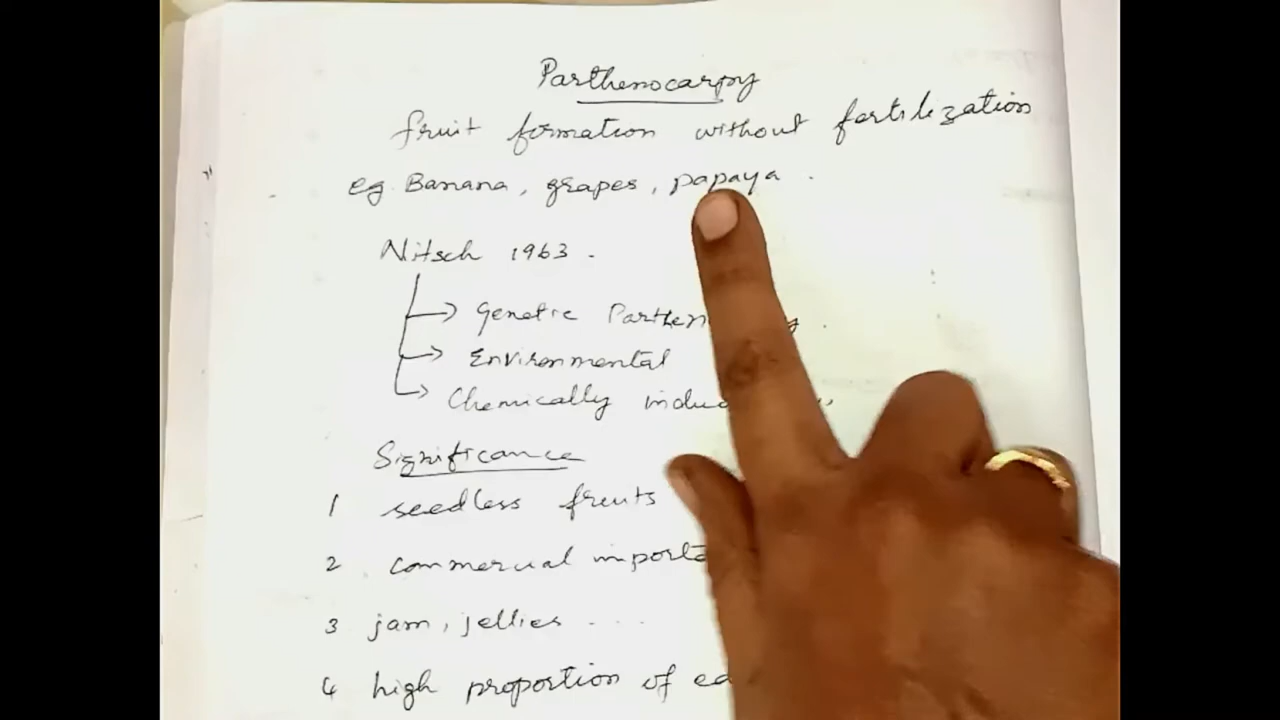 Parthenocarpy
fruit formation without fertilization
eg. Banana, grapes, papaya.
Nitsch 1963.
Genetic
Environmental
Chemically
Significance
1 seedless fruits
2 commercial
3 jam, jellies ....
4 high proportion of